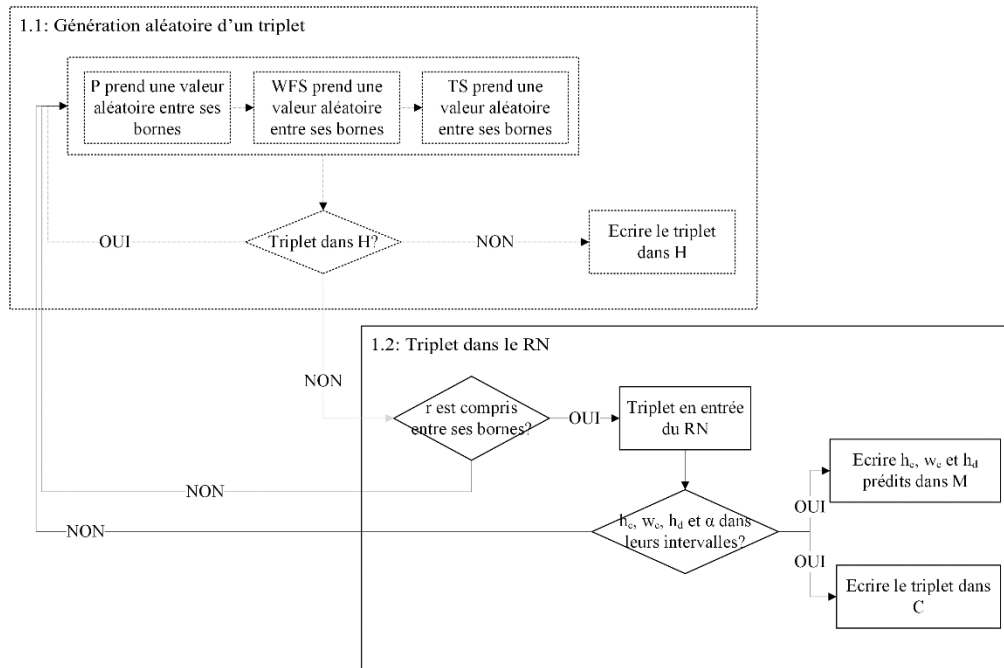 1.1: Génération aléatoire d'un triplet
P prend une valeur
aléatoire entre ses
bornes
WFS prend une
valeur aléatoire
entre ses bornes
TS prend une
valeur aléatoire
entre ses bornes
OUI
Triplet dans H?
NON
Ecrire le triplet
dans H
1.2: Triplet dans le RN
NON
r est compris
entre ses bornes?
OUI
Triplet en entrée
du RN
NON
Ecrire hc, wc et hd
prédits dans M
OUI
NON
hc, wc, hd et α dans
leurs intervalles?
OUI
Ecrire le triplet dans
C